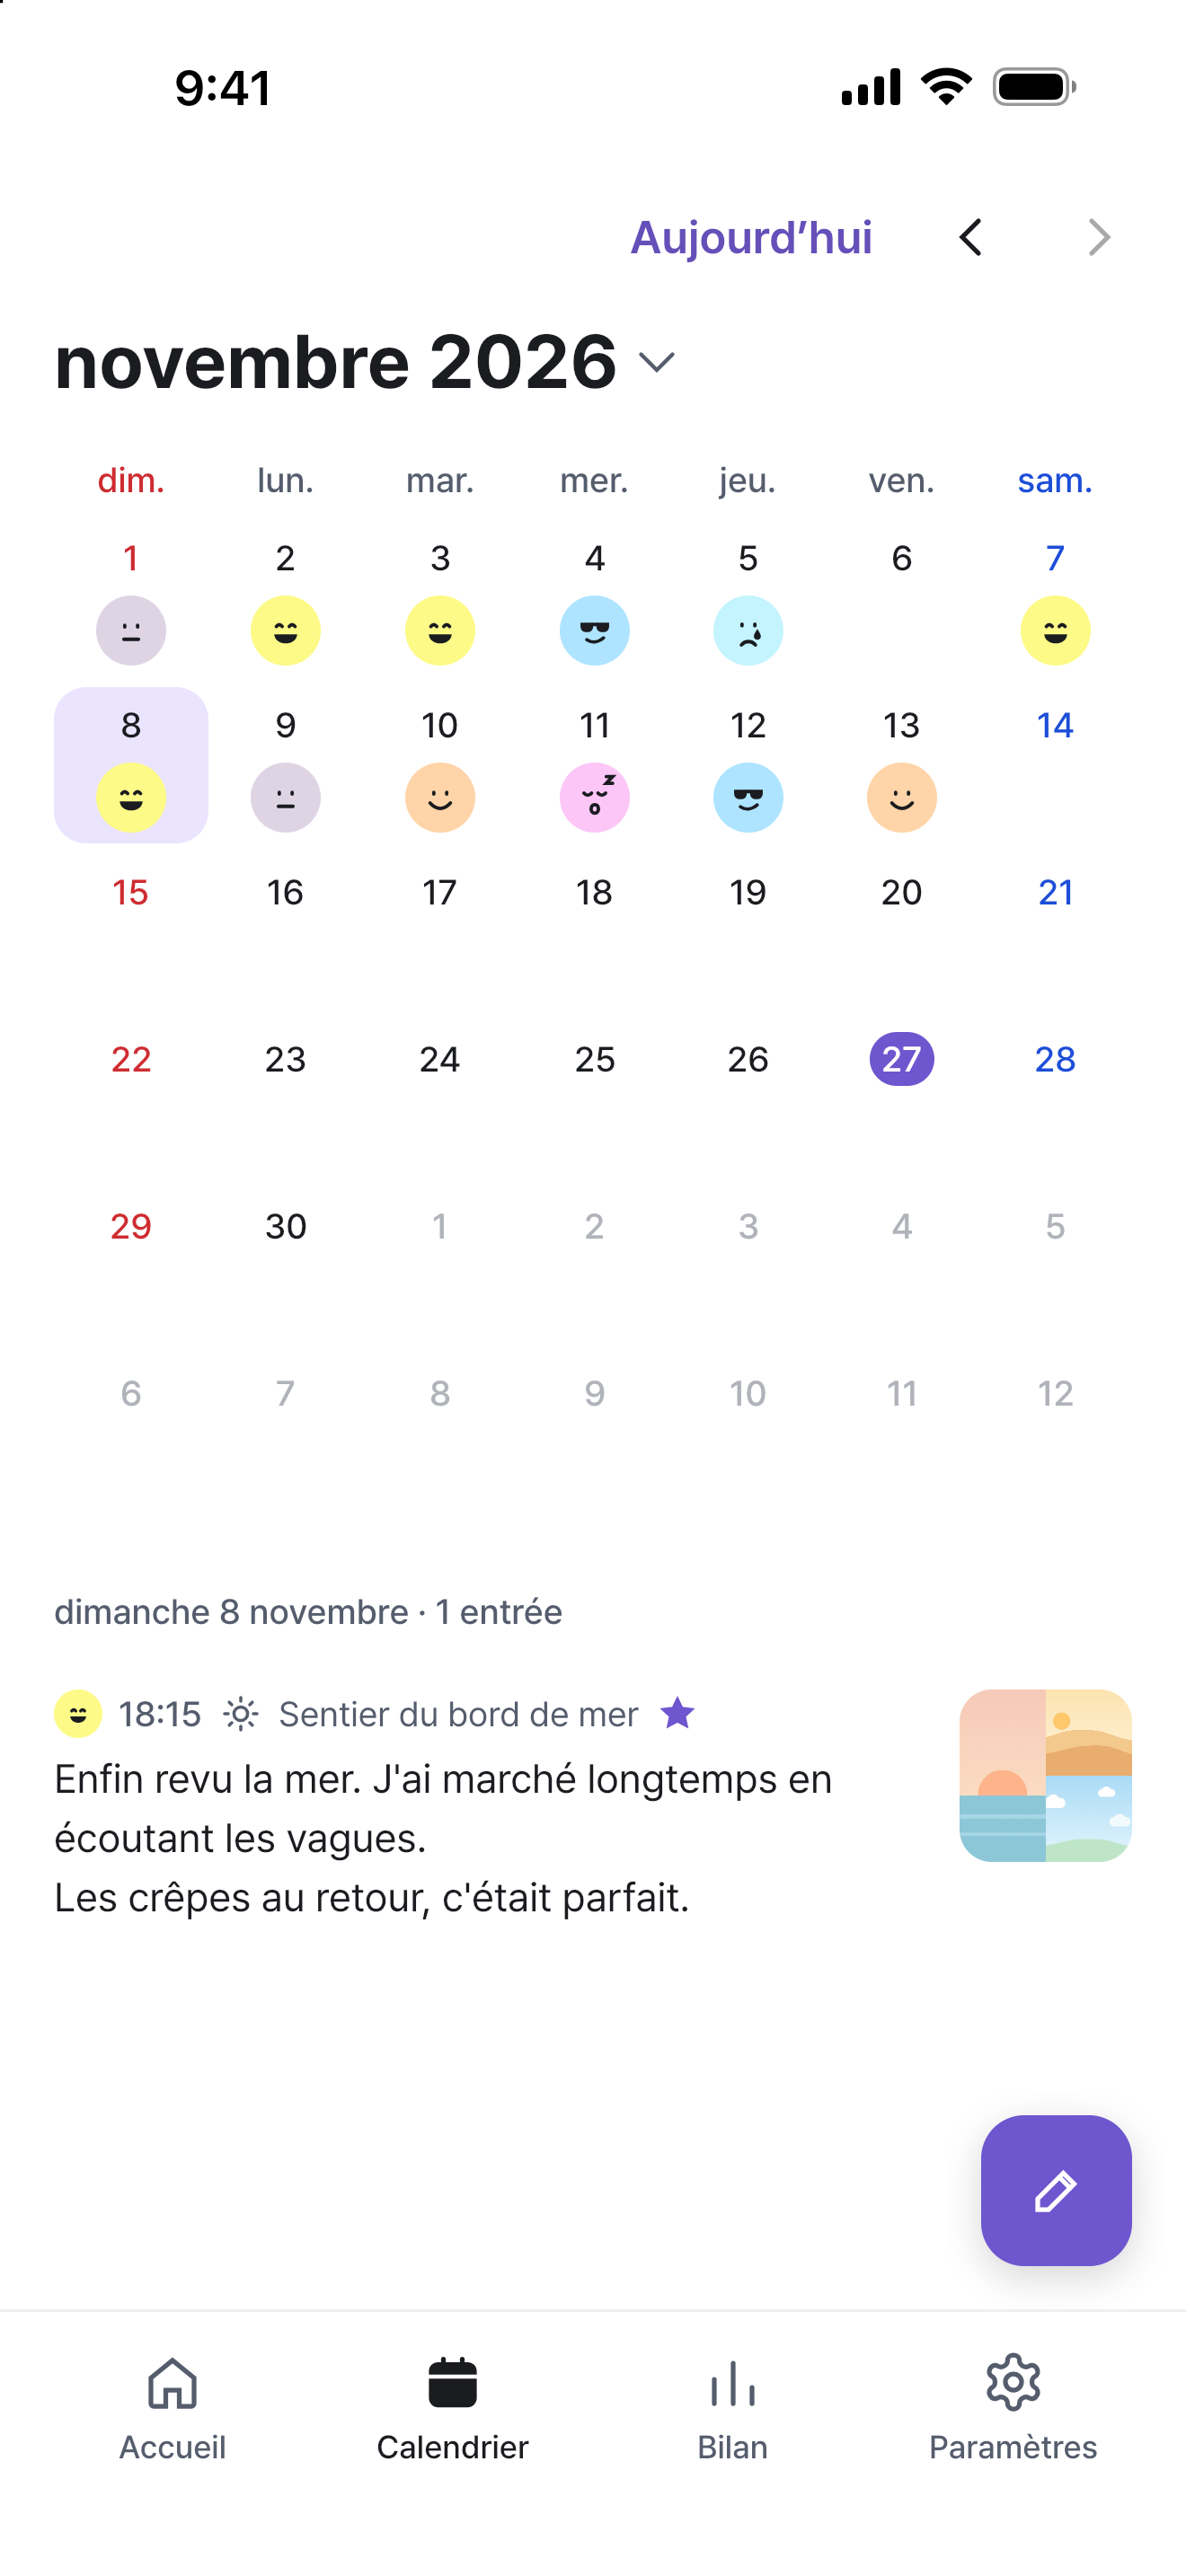 9:41
Aujourd’hui
novembre 2026
dim. lun. mar. mer. jeu. ven. sam.
1 2 3 4 5 6 7
8 9 10 11 12 13 14
15 16 17 18 19 20 21
22 23 24 25 26 27 28
29 30 1 2 3 4 5
6 7 8 9 10 11 12
dimanche 8 novembre · 1 entrée
18:15 Sentier du bord de mer
Enfin revu la mer. J'ai marché longtemps en
écoutant les vagues.
Les crêpes au retour, c'était parfait.
Accueil Calendrier Bilan Paramètres